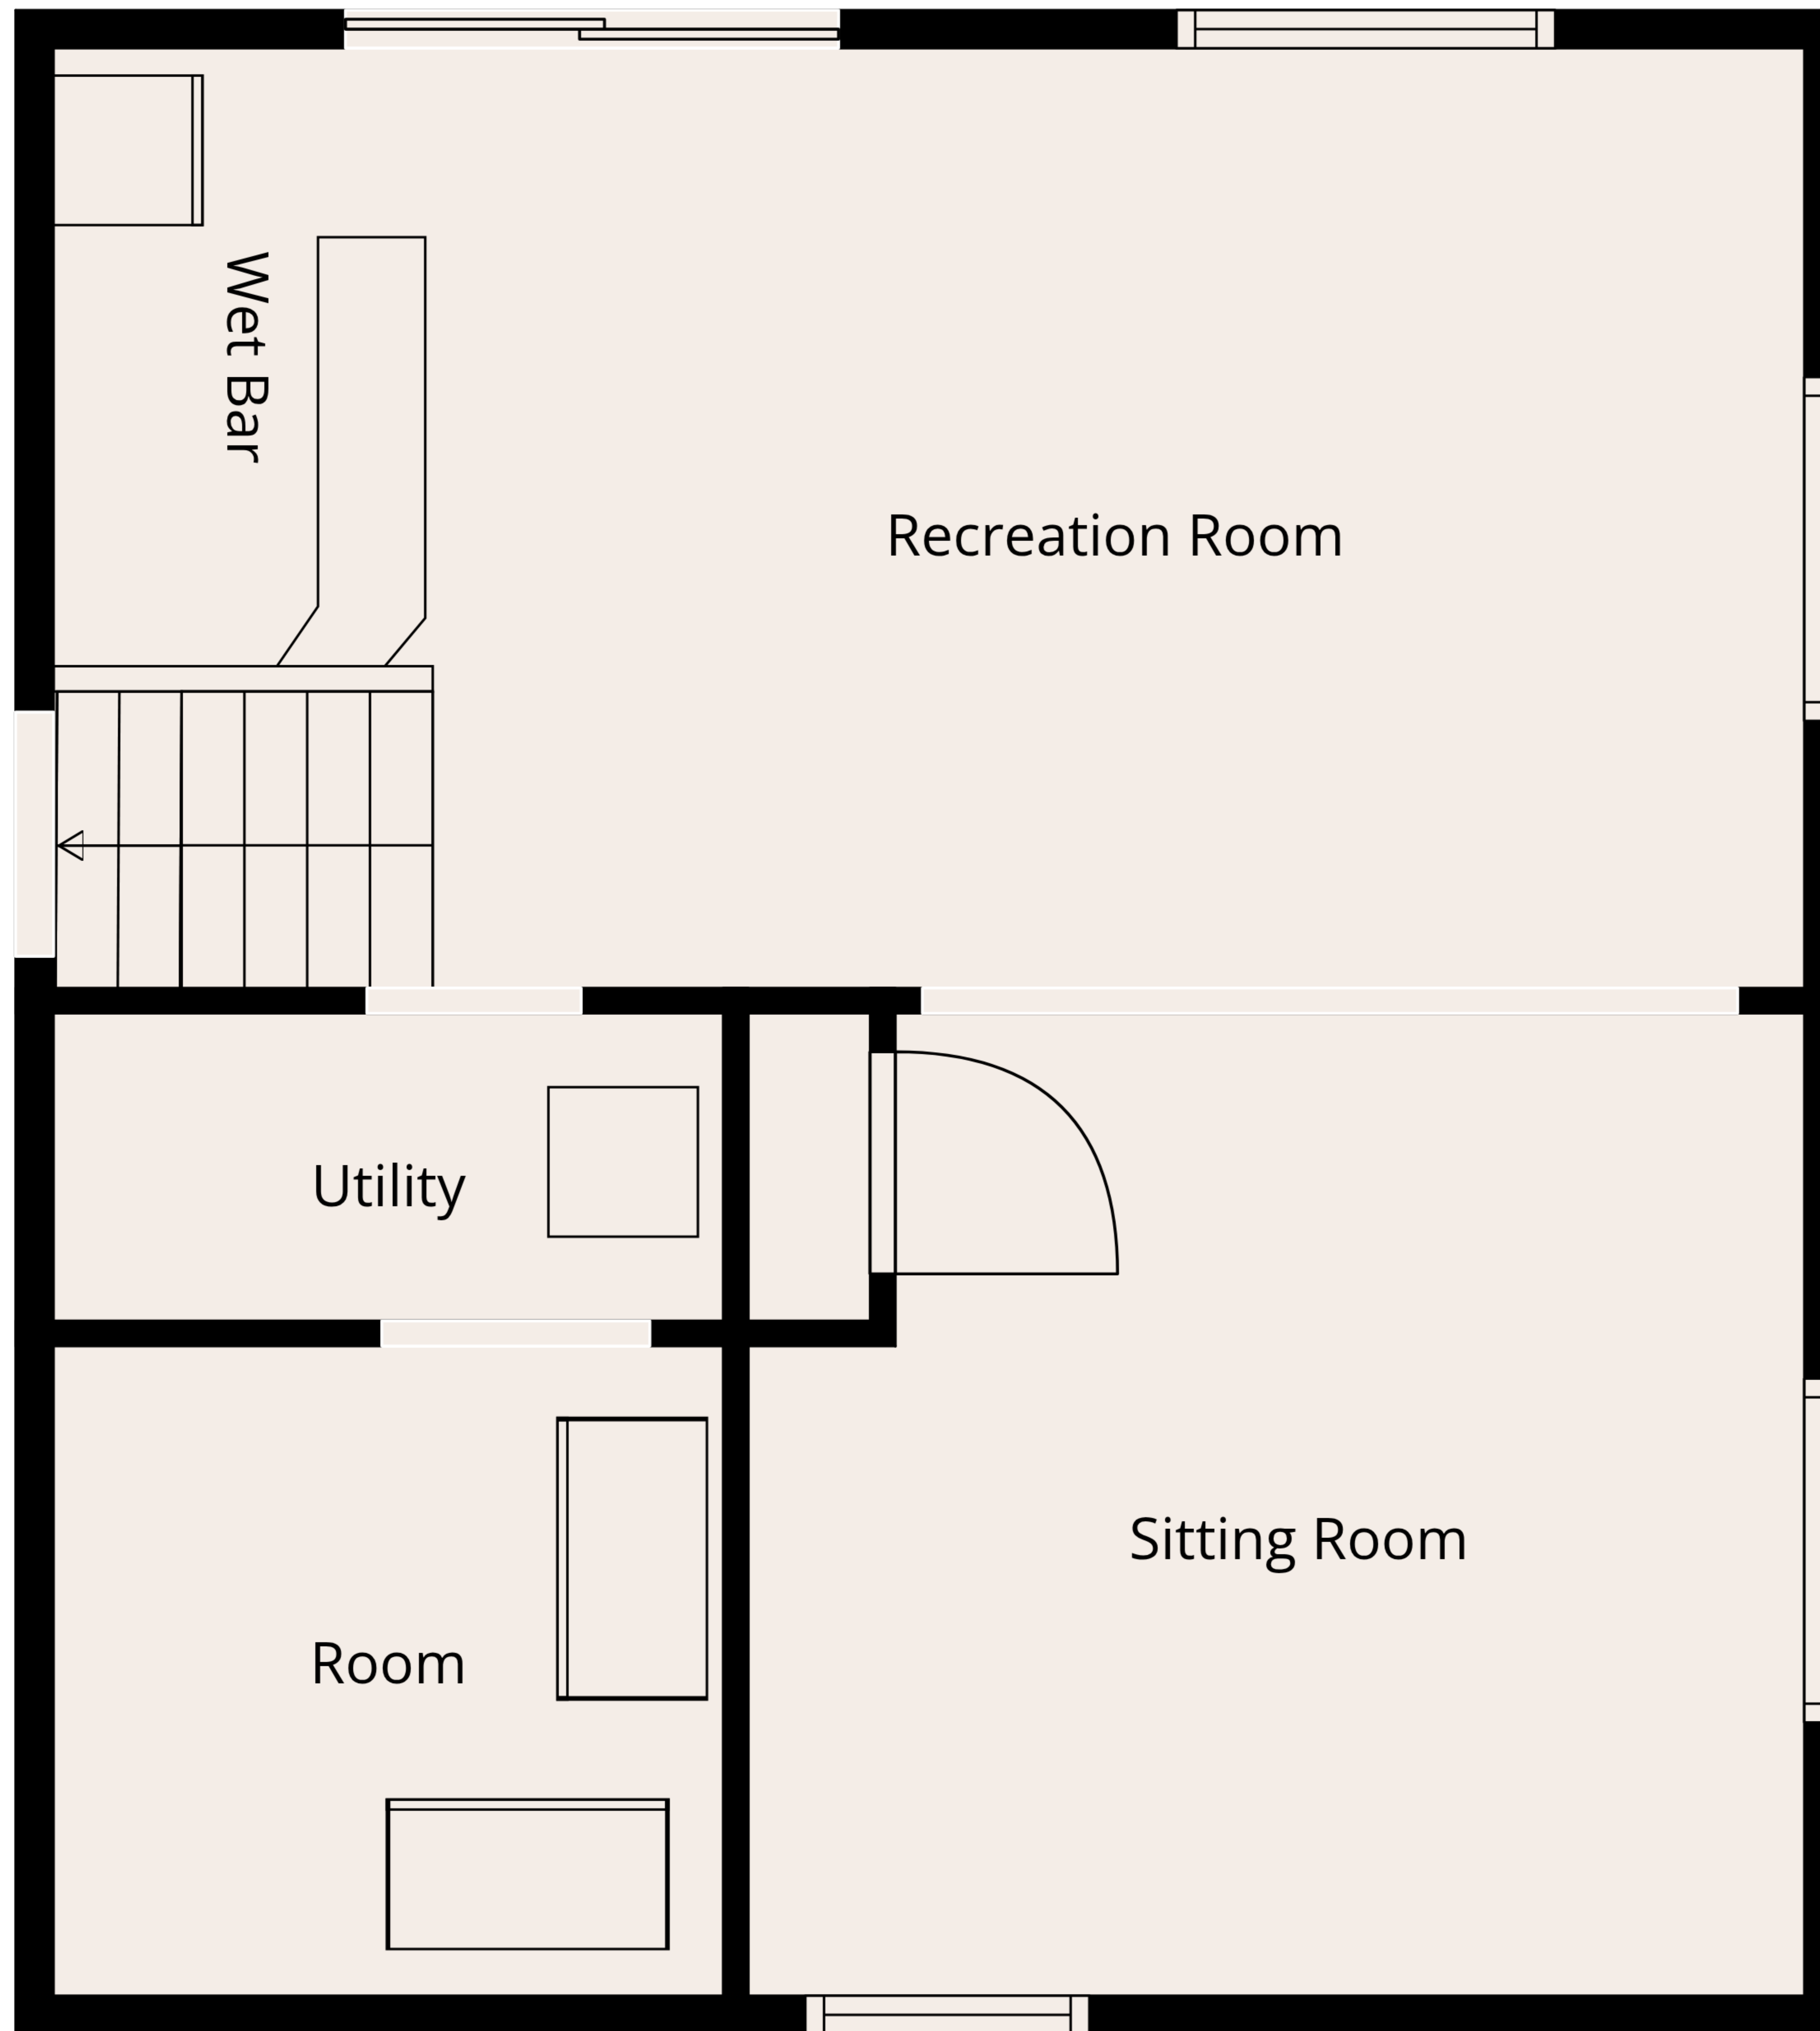 Wet Bar
Recreation Room
Utility
Sitting Room
Room